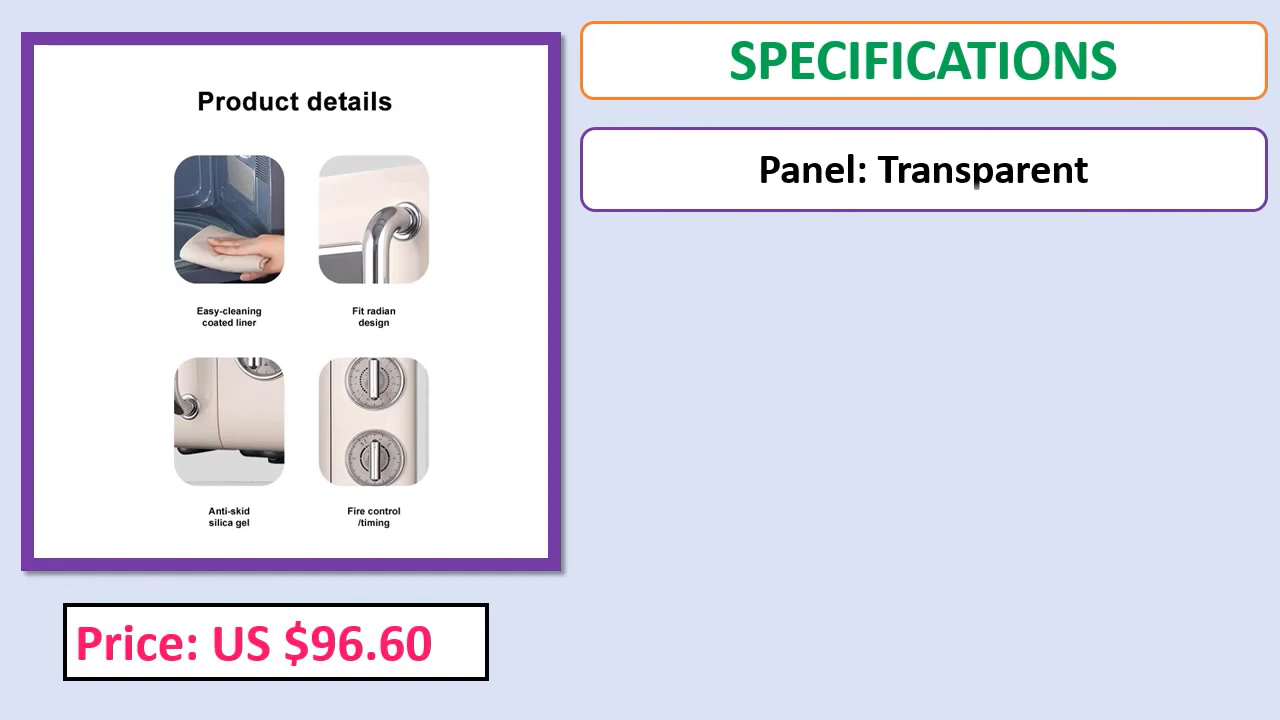 Product details
Easy-cleaning
coated liner
Fit radian
design
Anti-skid
silica gel
Fire control
/timing
Price: US $96.60
SPECIFICATIONS
Panel: Transparent